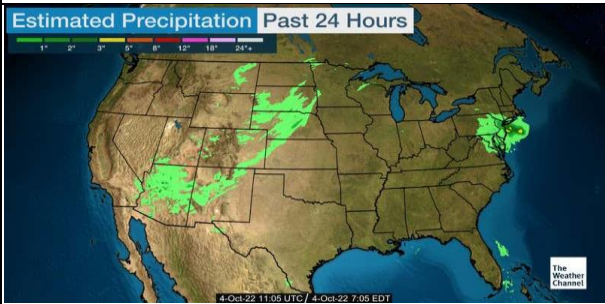 Estimated Precipitation Past 24 Hours
1" 2" 3" 5" 8" 12" 18" 24"+
The
Weather
Channel
4-Oct-22 11:05 UTC / 4-Oct-22 7:05 EDT